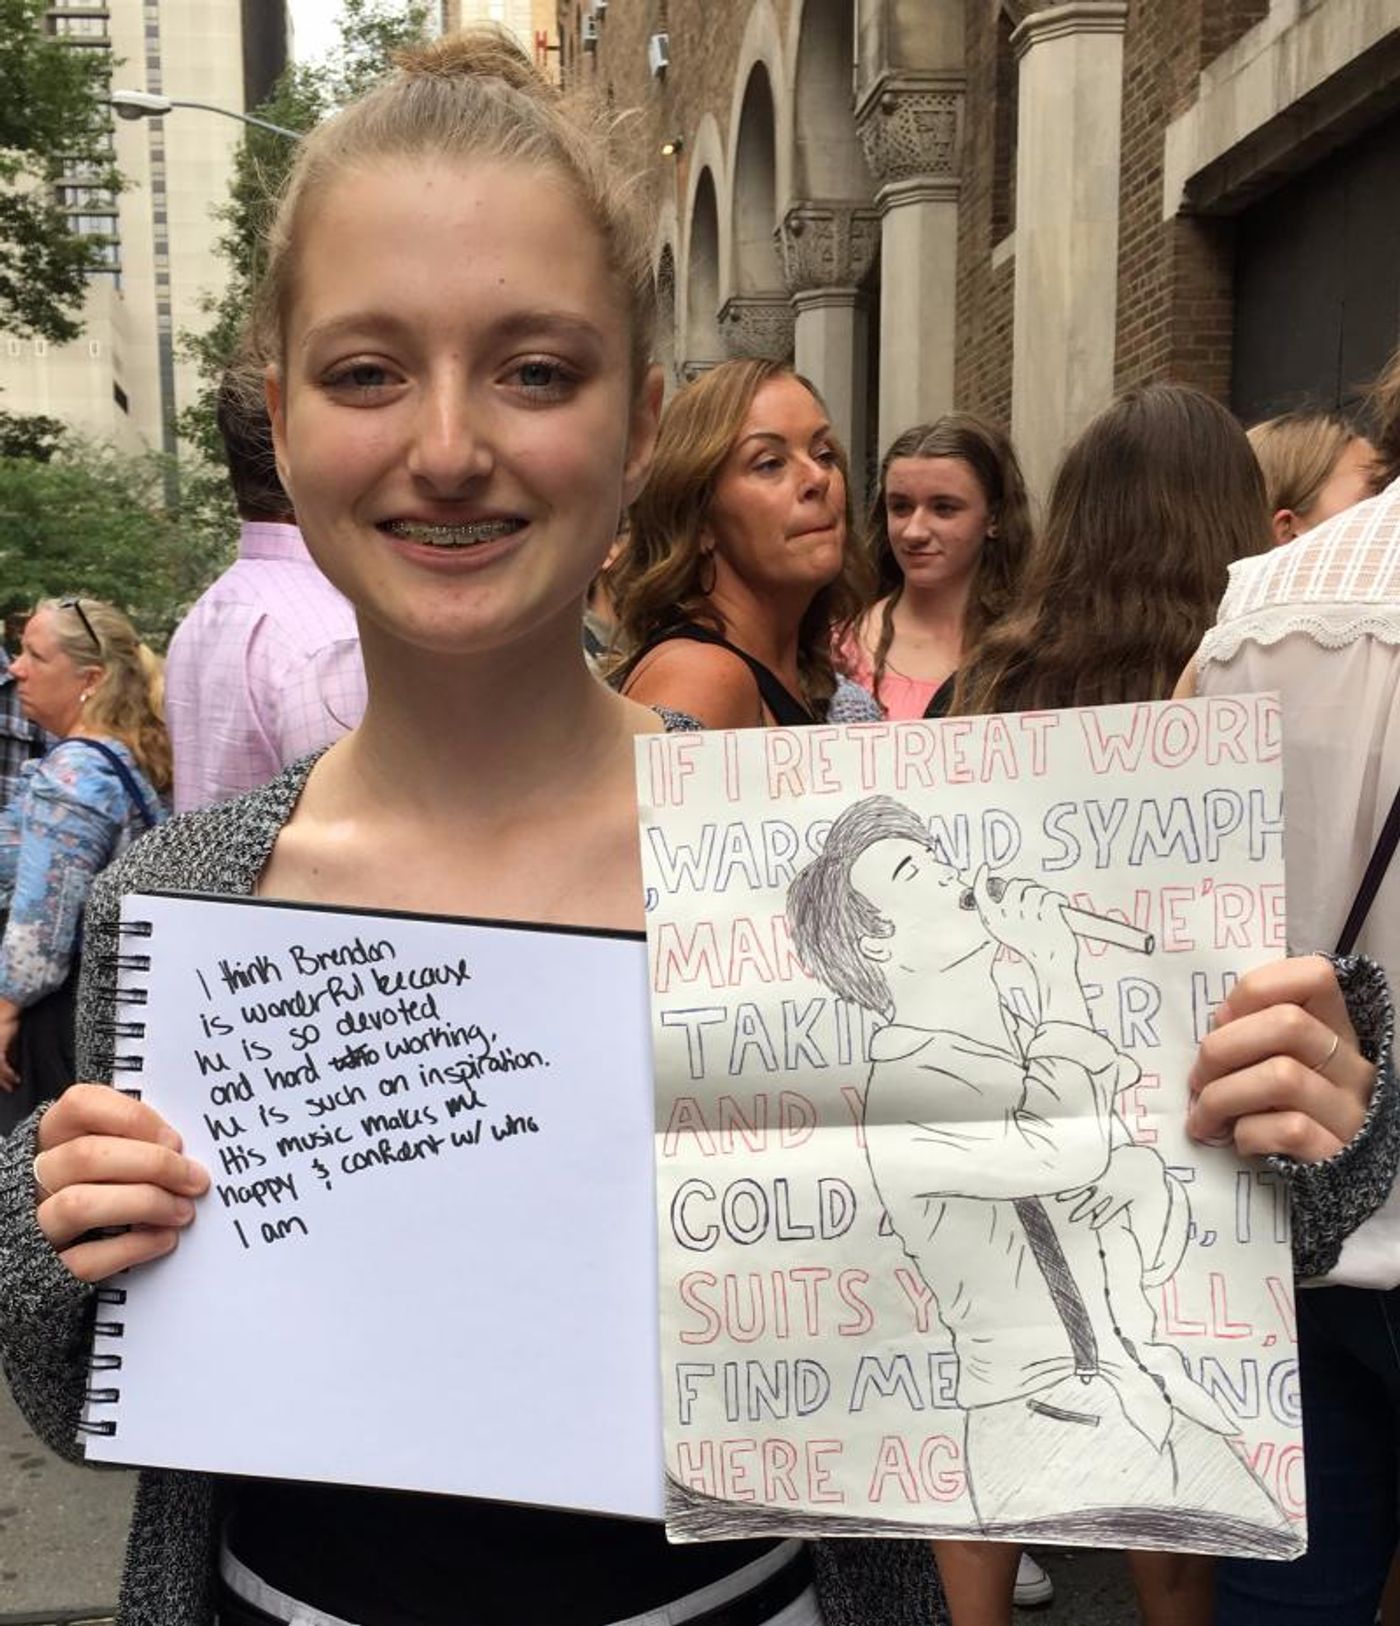 I think Brendon
is wonderful because
he is so devoted
and hard working,
he is such an inspiration.
His music makes me
happy & confident w/ who
I am
IF I RETREAT WORD
,WARS AND SYMPH
MAN WE'RE
TAKI ER H
AND Y E
COLD , IT
SUITS Y LL,
FIND ME NG
HERE AG YO
H